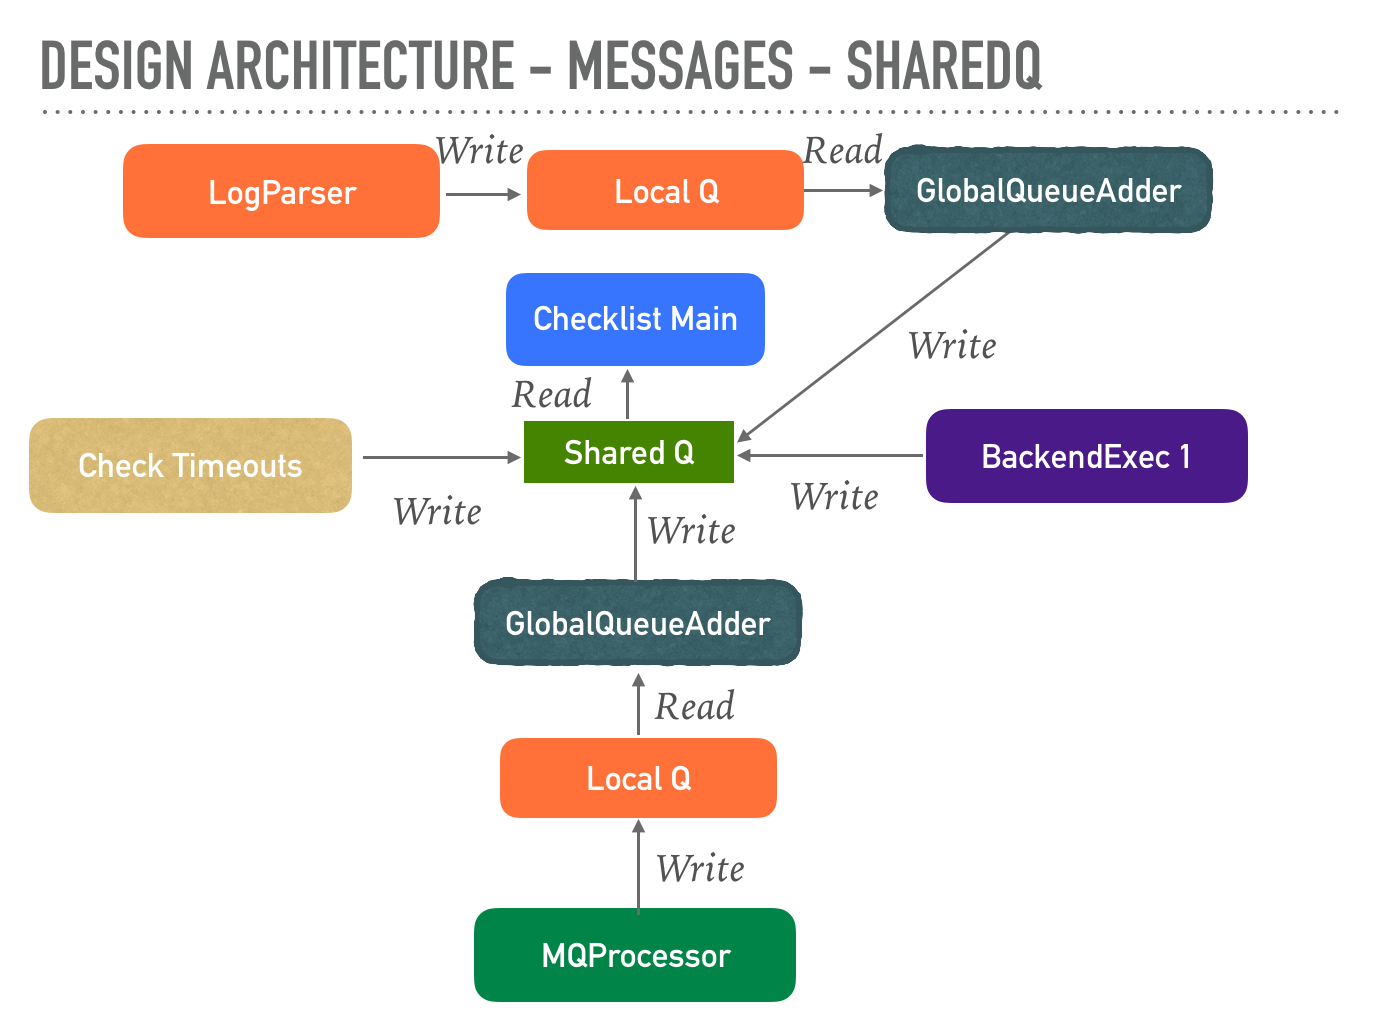 DESIGN ARCHITECTURE – MESSAGES – SHAREDQ
Write
Read
LogParser
Local Q
GlobalQueueAdder
Checklist Main
Write
Read
Check Timeouts
Shared Q
BackendExec 1
Write
Write
Write
GlobalQueueAdder
Read
Local Q
Write
MQProcessor